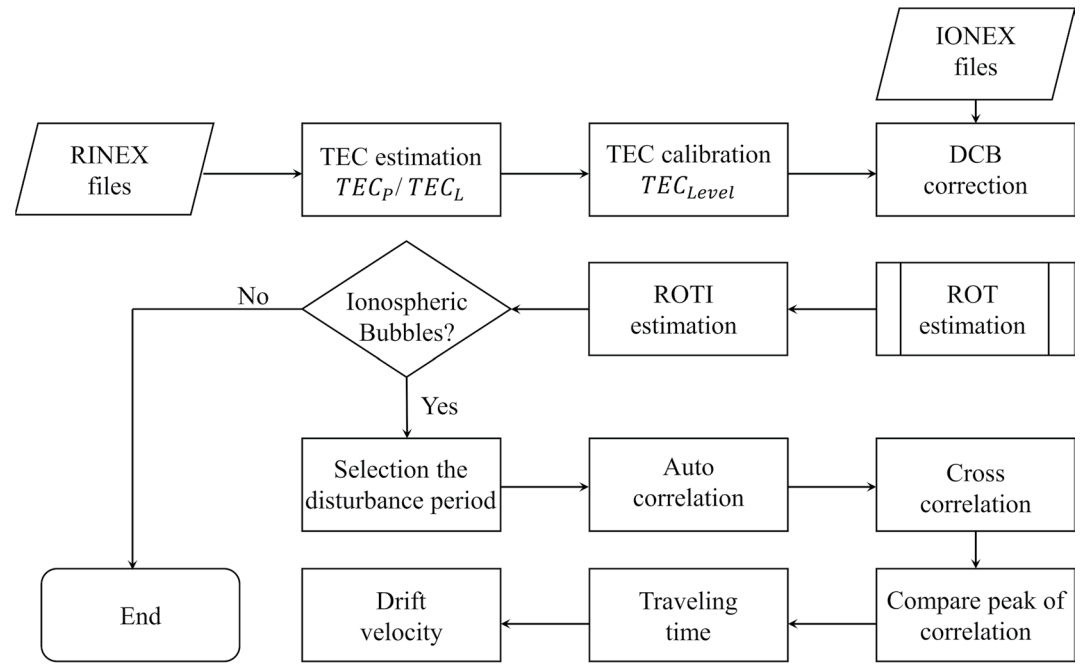 IONEX
files
RINEX
files
TEC estimation
TEC_P / TEC_L
TEC calibration
TEC_Level
DCB
correction
Ionospheric
Bubbles?
No
ROTI
estimation
ROT
estimation
Yes
Selection the
disturbance period
Auto
correlation
Cross
correlation
End
Drift
velocity
Traveling
time
Compare peak of
correlation